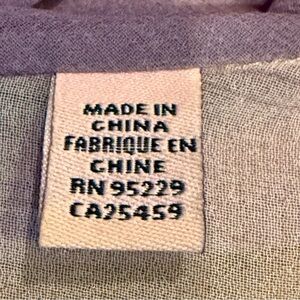 MADE IN
CHINA
FABRIQUE EN
CHINE
RN 95229
CA25459